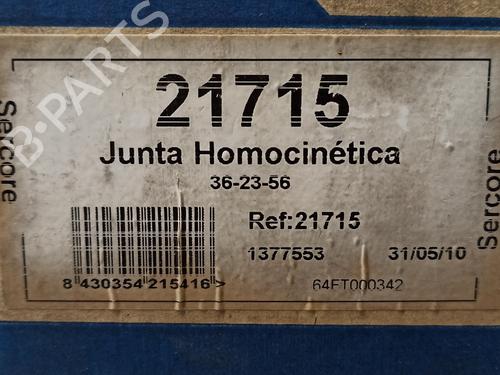 B-PARTS
21715
Junta Homocinética
36-23-56
Sercore
Sercore
Ref:21715
1377553 31/05/10
8 430354 215416 >
64FT000342